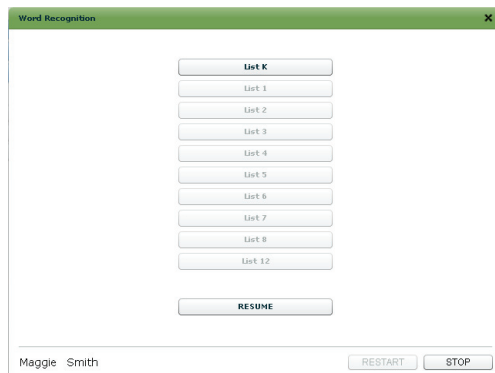 Word Recognition
List K
List 1
List 2
List 3
List 4
List 5
List 6
List 7
List 8
List 12
RESUME
Maggie Smith RESTART STOP